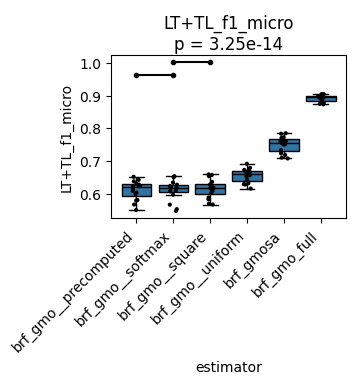 LT+TL_f1_micro
p = 3.25e-14
LT+TL_f1_micro
1.0
0.9
0.8
0.7
0.6
brf_gmo__precomputed
brf_gmo__softmax
brf_gmo__square
brf_gmo__uniform
brf_gmosa
brf_gmo_full
estimator